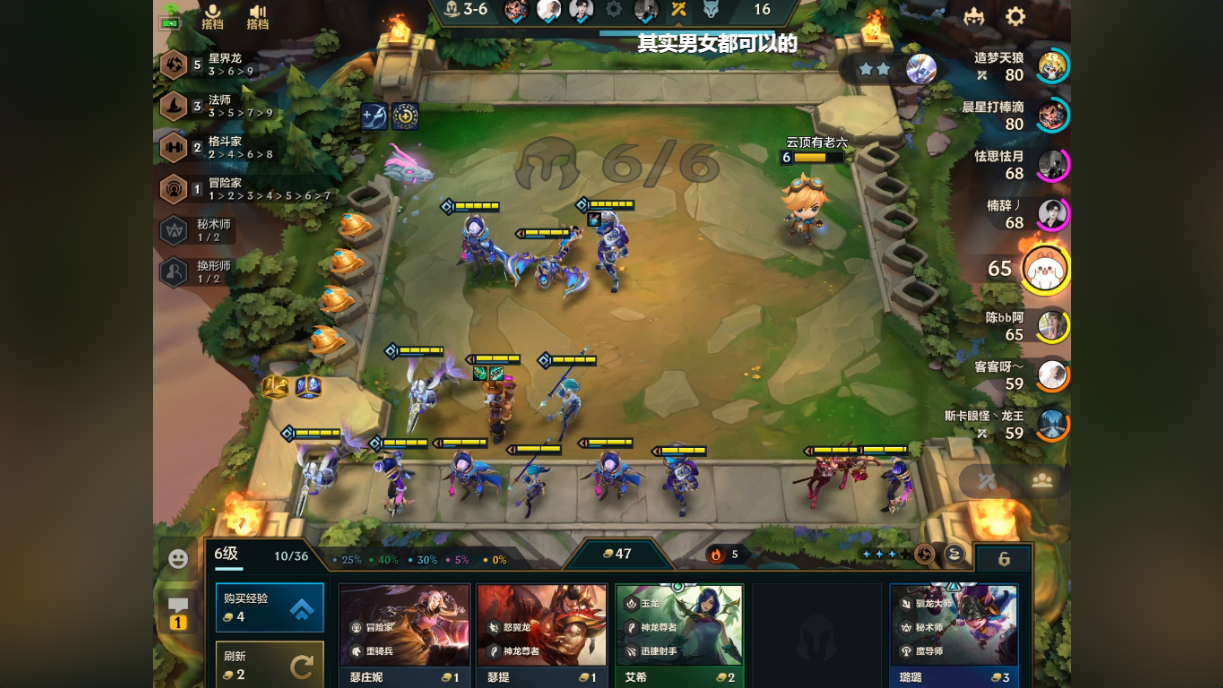 搭档
搭档
3-6
16
其实男女都可以的
5 星界龙
3 > 6 > 9
3 法师
3 > 5 > 7 > 9
2 格斗家
2 > 4 > 6 > 8
1 冒险家
1 > 2 > 3 > 4 > 5 > 6 > 7
秘术师
1 / 2
换形师
1 / 2
6/6
云顶有老六
6
造梦天狼
80
晨星打棒滴
80
怯思怯月
68
楠辞丿
68
65
陈bb阿
65
客客呀～
59
斯卡眼怪丶龙王
59
6级
10/36
25% 40% 30% 5% 0%
47
5
6
1
购买经验
4
刷新
2
冒险家
重骑兵
瑟庄妮 1
怒翼龙
神龙尊者
瑟提 1
玉龙
神龙尊者
迅捷射手
艾希 2
驯龙大师
秘术师
魔导师
璐璐 3